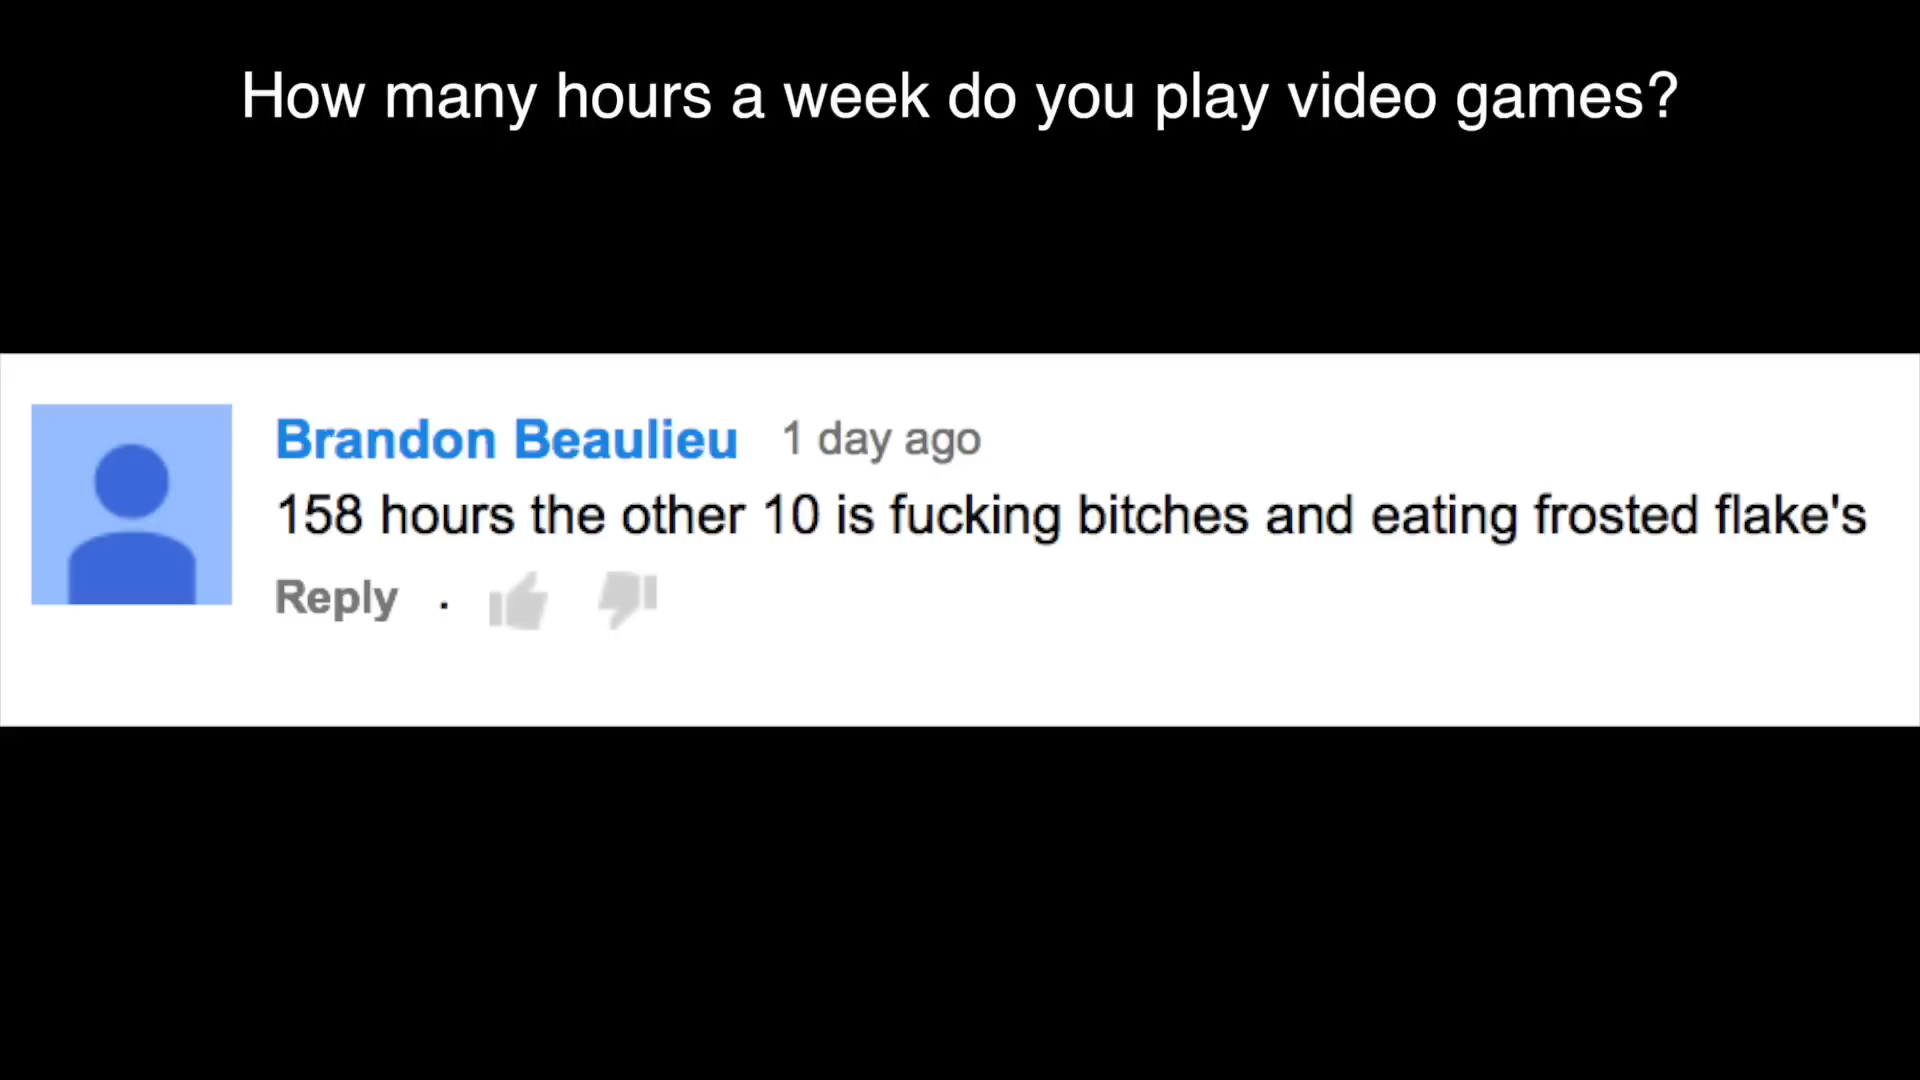 How many hours a week do you play video games?
Brandon Beaulieu 1 day ago
158 hours the other 10 is fucking bitches and eating frosted flake's
Reply ·